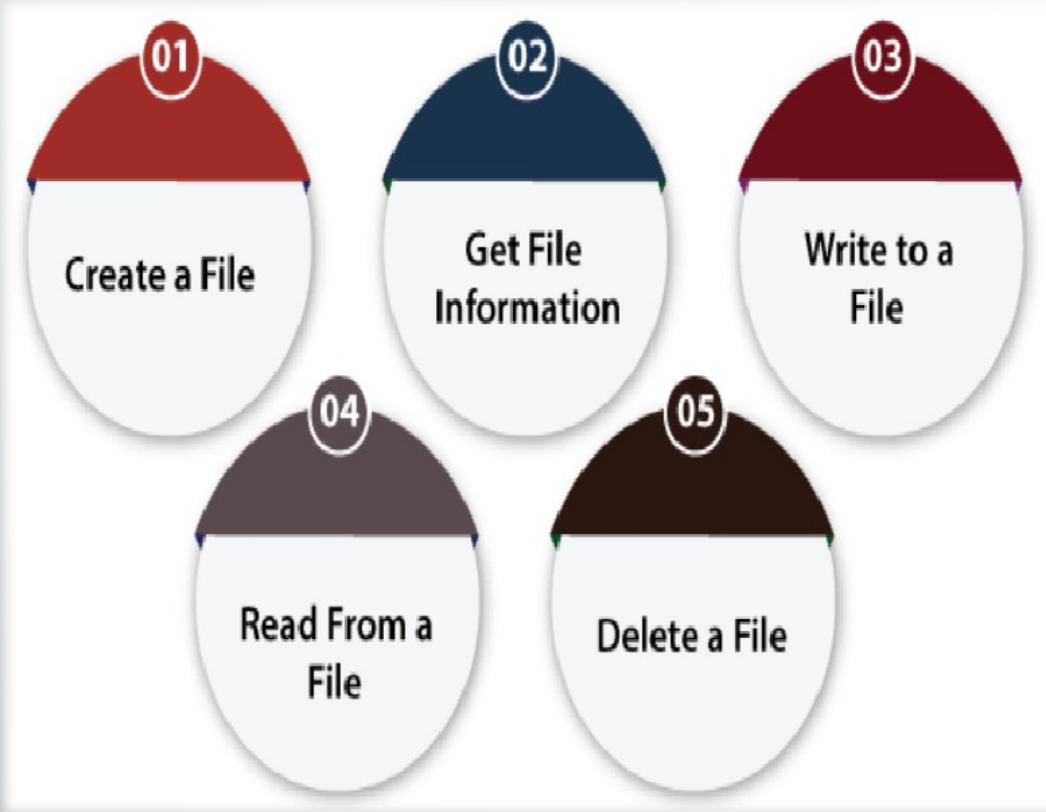 01
Create a File
02
Get File
Information
03
Write to a
File
04
Read From a
File
05
Delete a File